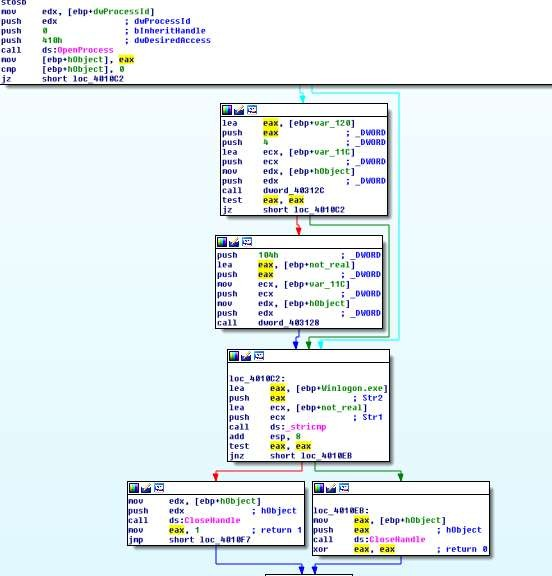 stosb
mov edx, [ebp+dwProcessId]
push edx ; dwProcessId
push 0 ; bInheritHandle
push 410h ; dwDesiredAccess
call ds:OpenProcess
mov [ebp+hObject], eax
cmp [ebp+hObject], 0
jz short loc_4010C2
lea eax, [ebp+var_120]
push eax ; _DWORD
push 4 ; _DWORD
lea ecx, [ebp+var_11C]
push ecx ; _DWORD
mov edx, [ebp+hObject]
push edx ; _DWORD
call dword_40312C
test eax, eax
jz short loc_4010C2
push 104h ; _DWORD
lea eax, [ebp+not_real]
push eax ; _DWORD
mov ecx, [ebp+var_11C]
push ecx ; _DWORD
mov edx, [ebp+hObject]
push edx ; _DWORD
call dword_403128
loc_4010C2:
lea eax, [ebp+Winlogon.exe]
push eax ; Str2
lea ecx, [ebp+not_real]
push ecx ; Str1
call ds:_stricmp
add esp, 8
test eax, eax
jnz short loc_4010EB
mov edx, [ebp+hObject]
push edx ; hObject
call ds:CloseHandle
mov eax, 1 ; return 1
jmp short loc_4010F7
loc_4010EB:
mov eax, [ebp+hObject]
push eax ; hObject
call ds:CloseHandle
xor eax, eax ; return 0